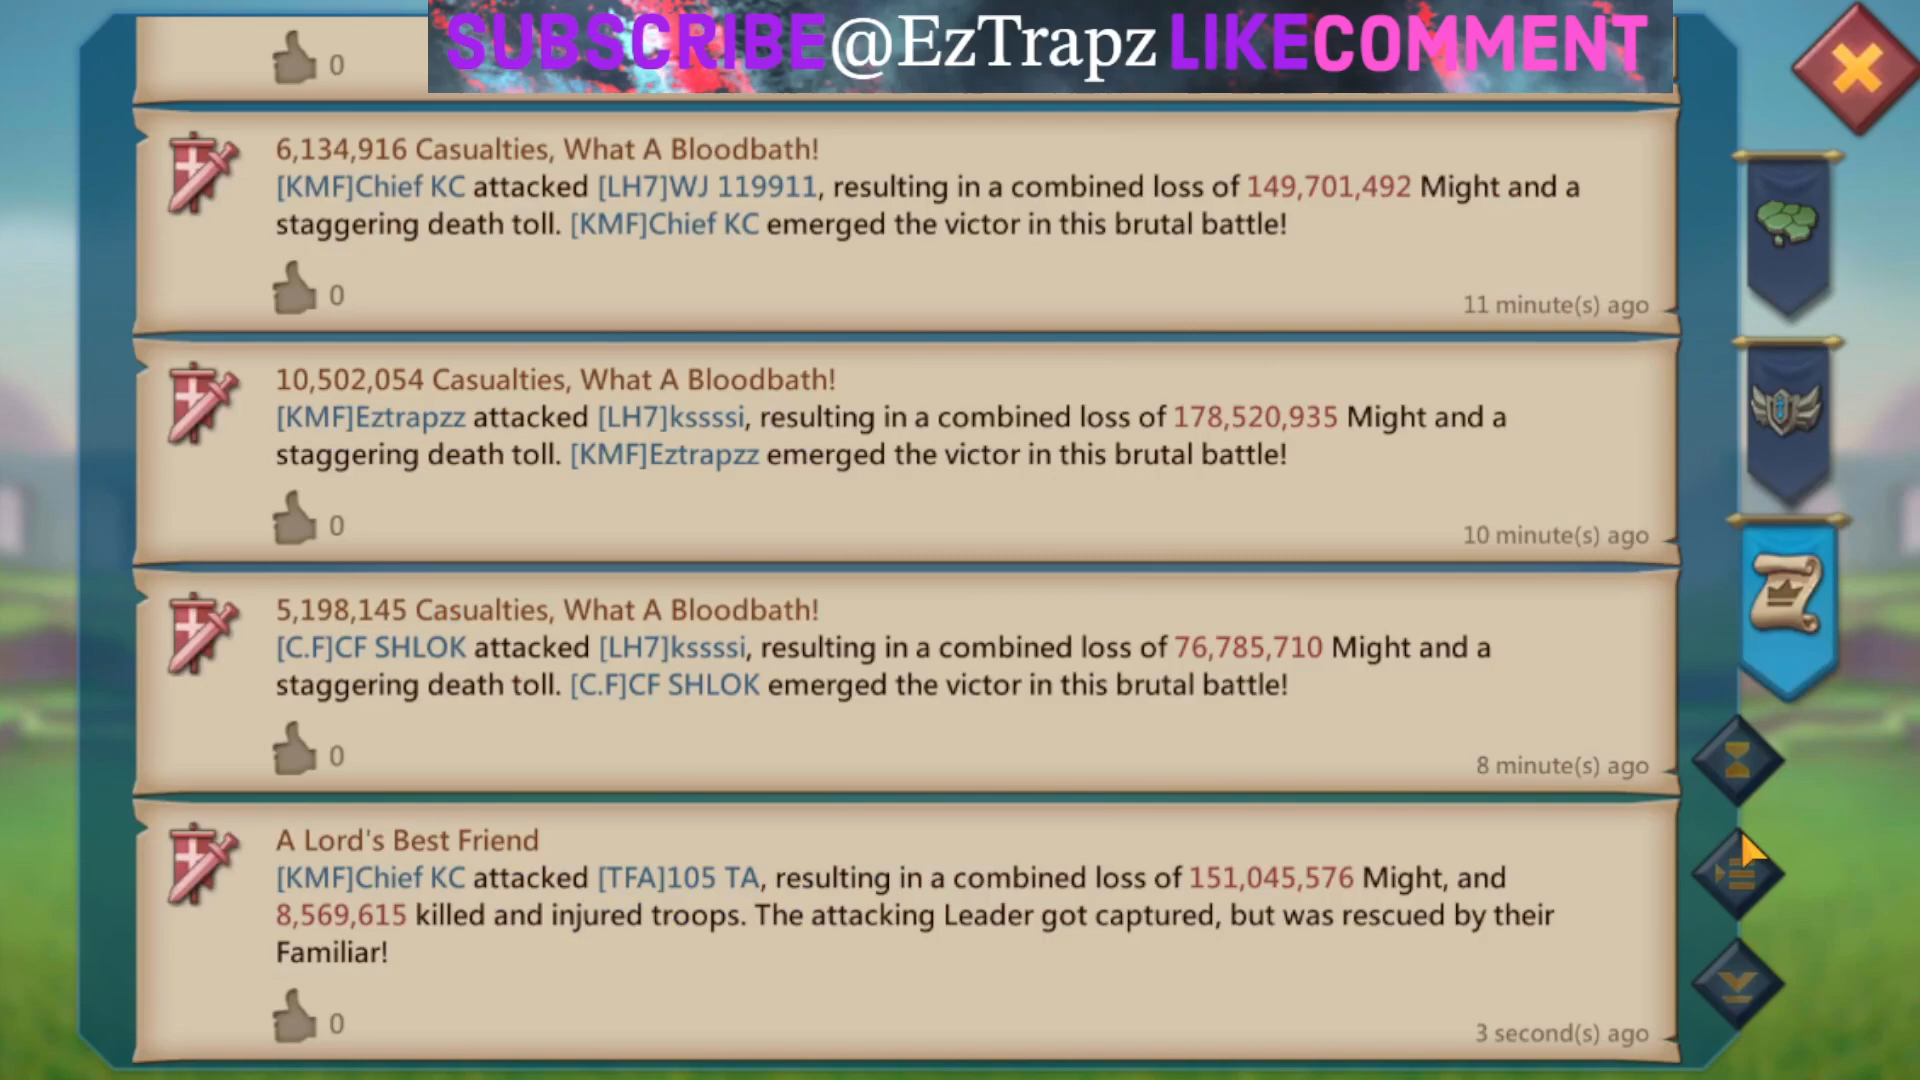 SUBSCRIBE@EzTrapz LIKECOMMENT
0
6,134,916 Casualties, What A Bloodbath!
[KMF]Chief KC attacked [LH7]WJ 119911, resulting in a combined loss of 149,701,492 Might and a
staggering death toll. [KMF]Chief KC emerged the victor in this brutal battle!
0
11 minute(s) ago
10,502,054 Casualties, What A Bloodbath!
[KMF]Eztrapzz attacked [LH7]kssssi, resulting in a combined loss of 178,520,935 Might and a
staggering death toll. [KMF]Eztrapzz emerged the victor in this brutal battle!
0
10 minute(s) ago
5,198,145 Casualties, What A Bloodbath!
[C.F]CF SHLOK attacked [LH7]kssssi, resulting in a combined loss of 76,785,710 Might and a
staggering death toll. [C.F]CF SHLOK emerged the victor in this brutal battle!
0
8 minute(s) ago
A Lord's Best Friend
[KMF]Chief KC attacked [TFA]105 TA, resulting in a combined loss of 151,045,576 Might, and
8,569,615 killed and injured troops. The attacking Leader got captured, but was rescued by their
Familiar!
0
3 second(s) ago